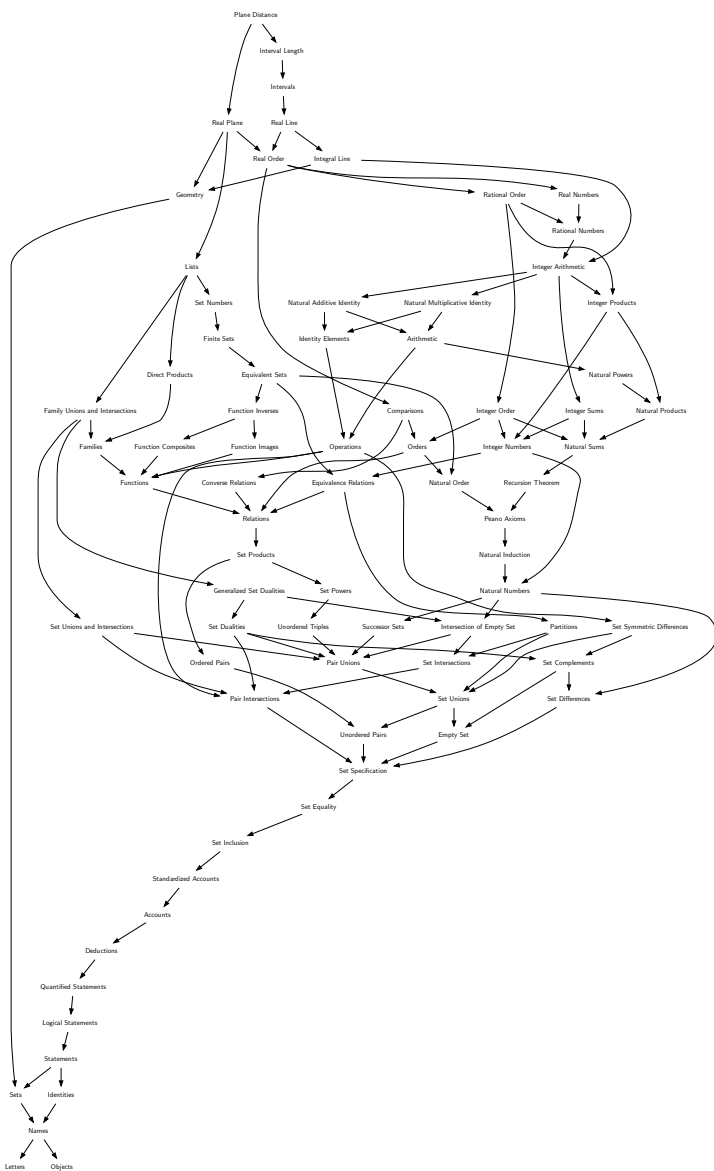 Plane Distance
Interval Length
Intervals
Real Plane
Real Line
Real Order
Integral Line
Geometry
Rational Order
Real Numbers
Rational Numbers
Lists
Integer Arithmetic
Set Numbers
Natural Additive Identity
Natural Multiplicative Identity
Integer Products
Finite Sets
Identity Elements
Arithmetic
Direct Products
Equivalent Sets
Natural Powers
Family Unions and Intersections
Function Inverses
Comparisons
Integer Order
Integer Sums
Natural Products
Families
Function Composites
Function Images
Operations
Orders
Integer Numbers
Natural Sums
Functions
Converse Relations
Equivalence Relations
Natural Order
Recursion Theorem
Relations
Peano Axioms
Set Products
Natural Induction
Generalized Set Dualities
Set Powers
Natural Numbers
Set Unions and Intersections
Set Dualities
Unordered Triples
Successor Sets
Intersection of Empty Set
Partitions
Set Symmetric Differences
Ordered Pairs
Pair Unions
Set Intersections
Set Complements
Pair Intersections
Set Unions
Set Differences
Unordered Pairs
Empty Set
Set Specification
Set Equality
Set Inclusion
Standardized Accounts
Accounts
Deductions
Quantified Statements
Logical Statements
Statements
Sets
Identities
Names
Letters
Objects